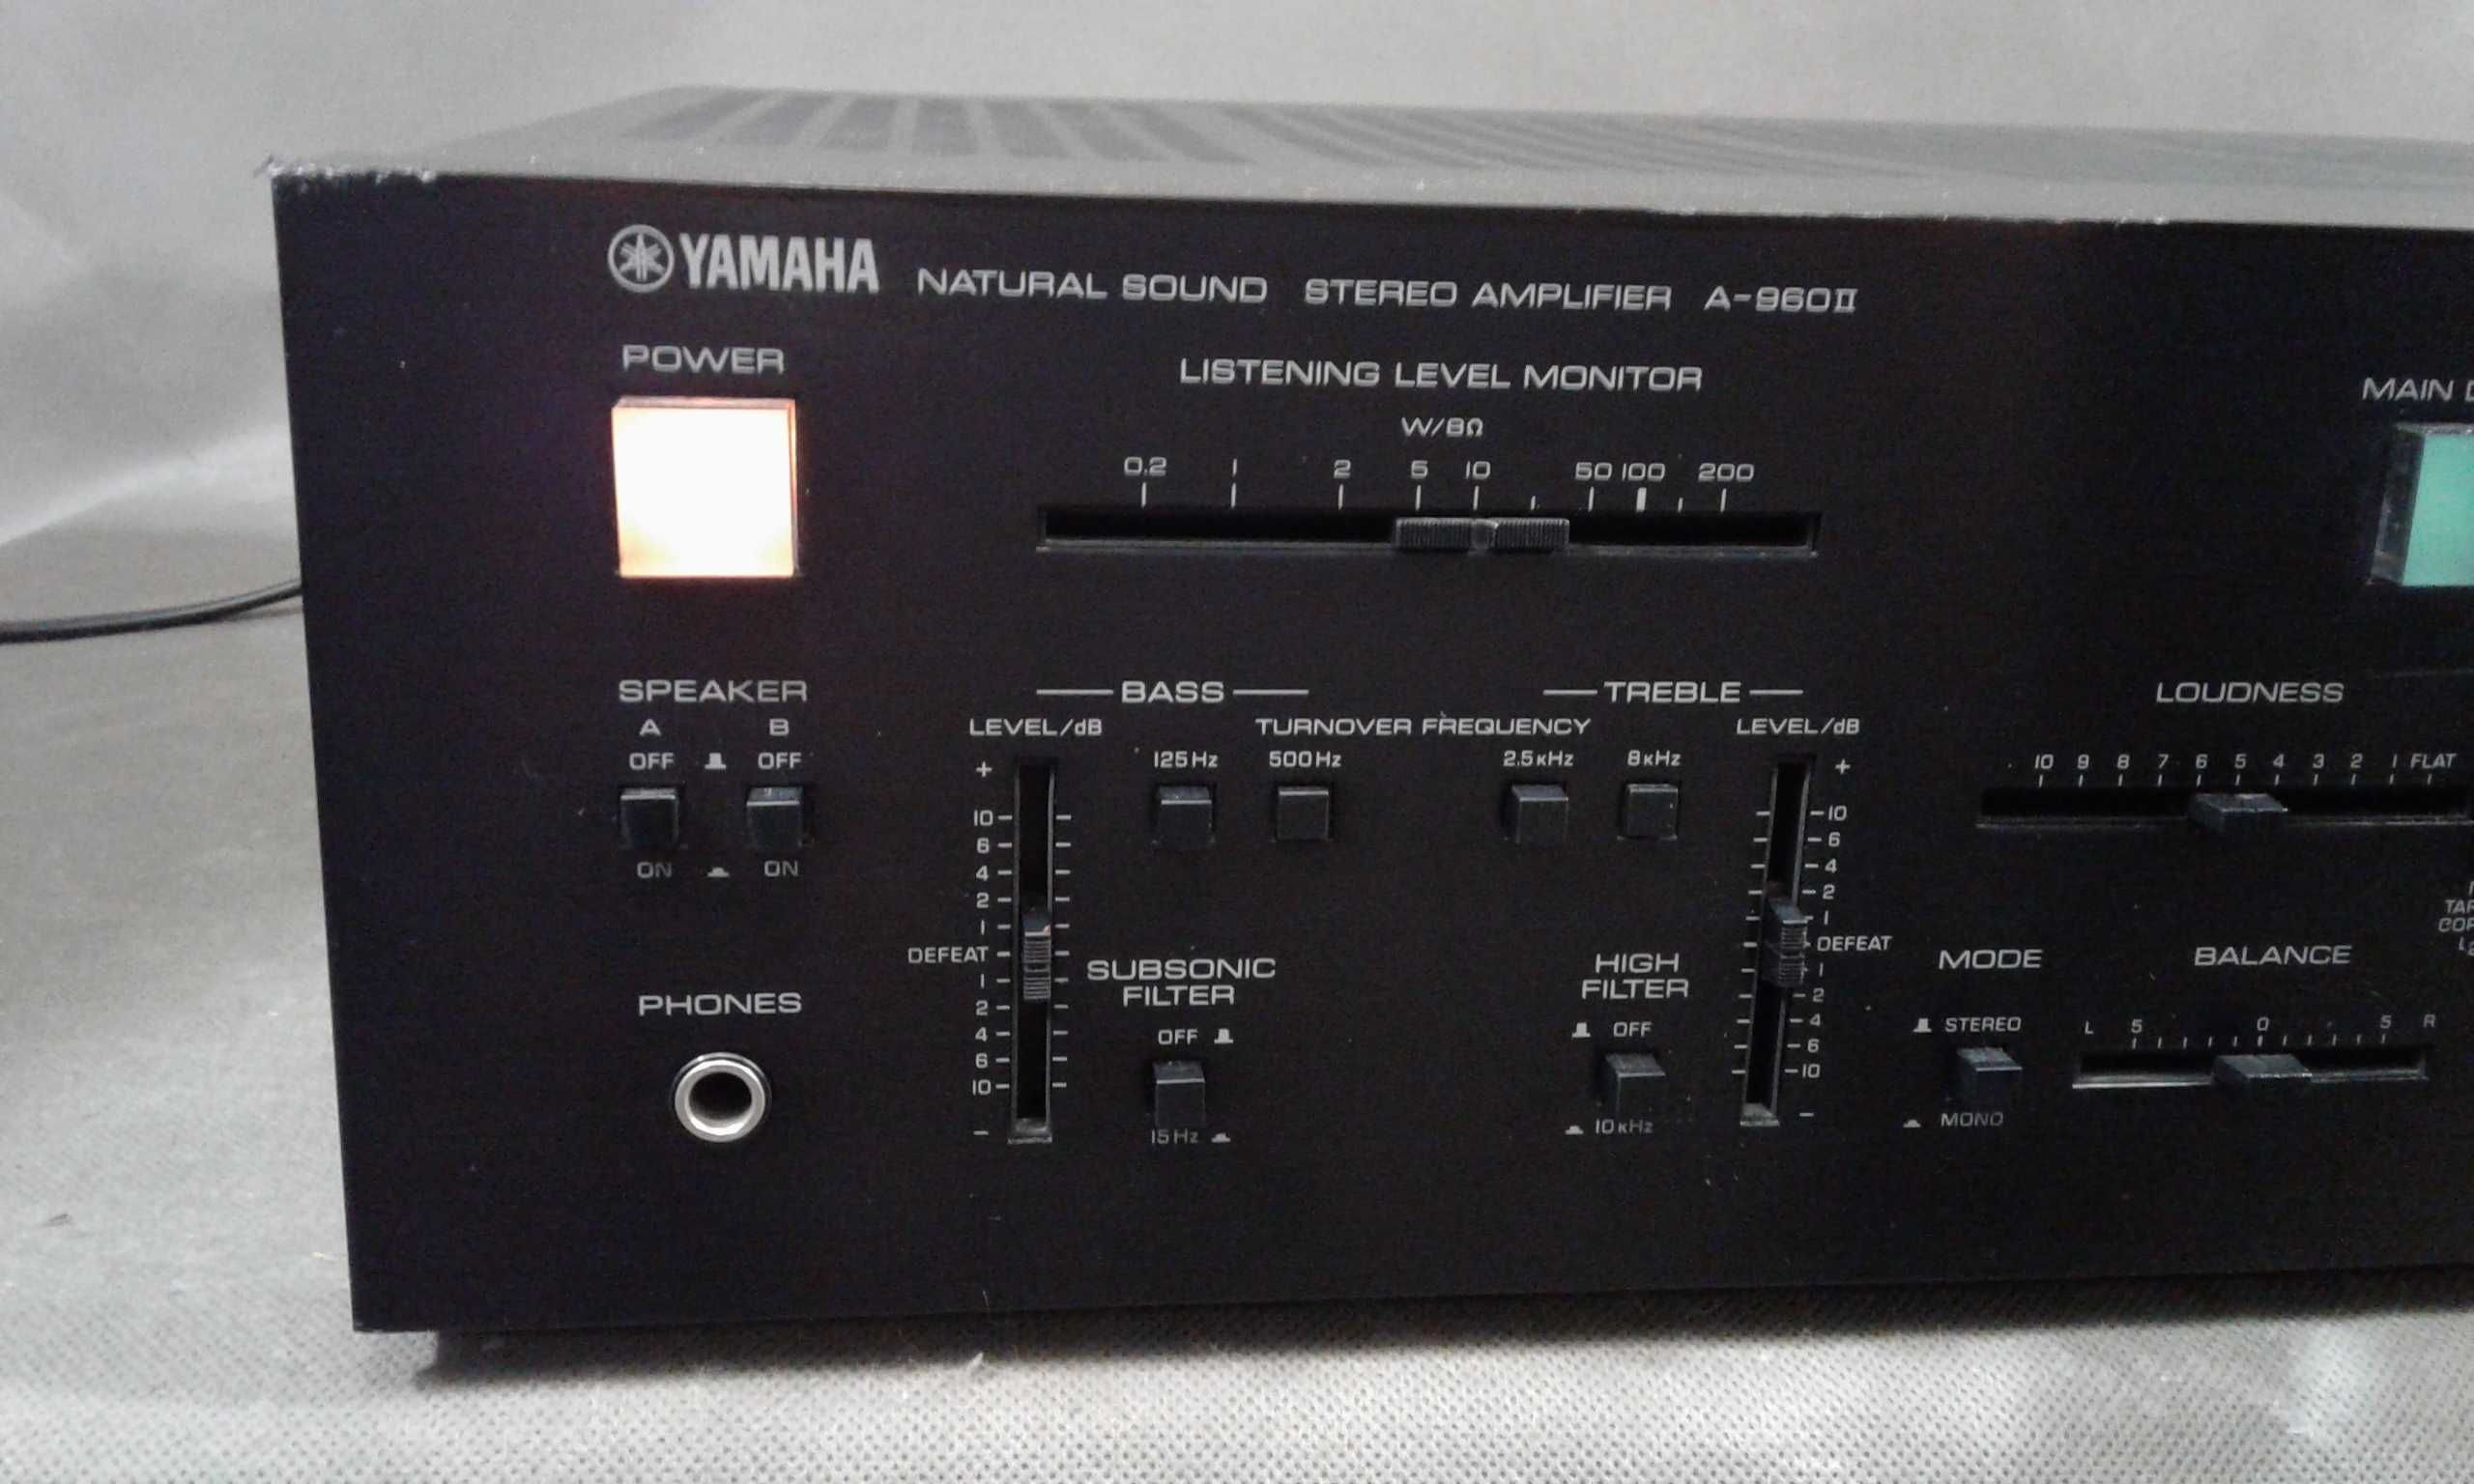 YAMAHA NATURAL SOUND STEREO AMPLIFIER A-960II
POWER
LISTENING LEVEL MONITOR
W/8Ω
0.2 1 2 5 10 50 100 200
MAIN
SPEAKER
A B
OFF OFF
ON ON
BASS
TREBLE
LEVEL/dB
TURNOVER FREQUENCY
LEVEL/dB
125Hz 500Hz 2.5kHz 8kHz
+
10
6
4
2
1
DEFEAT
1
2
4
6
10
-
+
10
6
4
2
1
DEFEAT
1
2
4
6
10
-
SUBSONIC
FILTER
OFF
15Hz
HIGH
FILTER
OFF
10kHz
PHONES
LOUDNESS
10 9 8 7 6 5 4 3 2 1 FLAT
MODE
STEREO
MONO
BALANCE
L 5 0 5 R